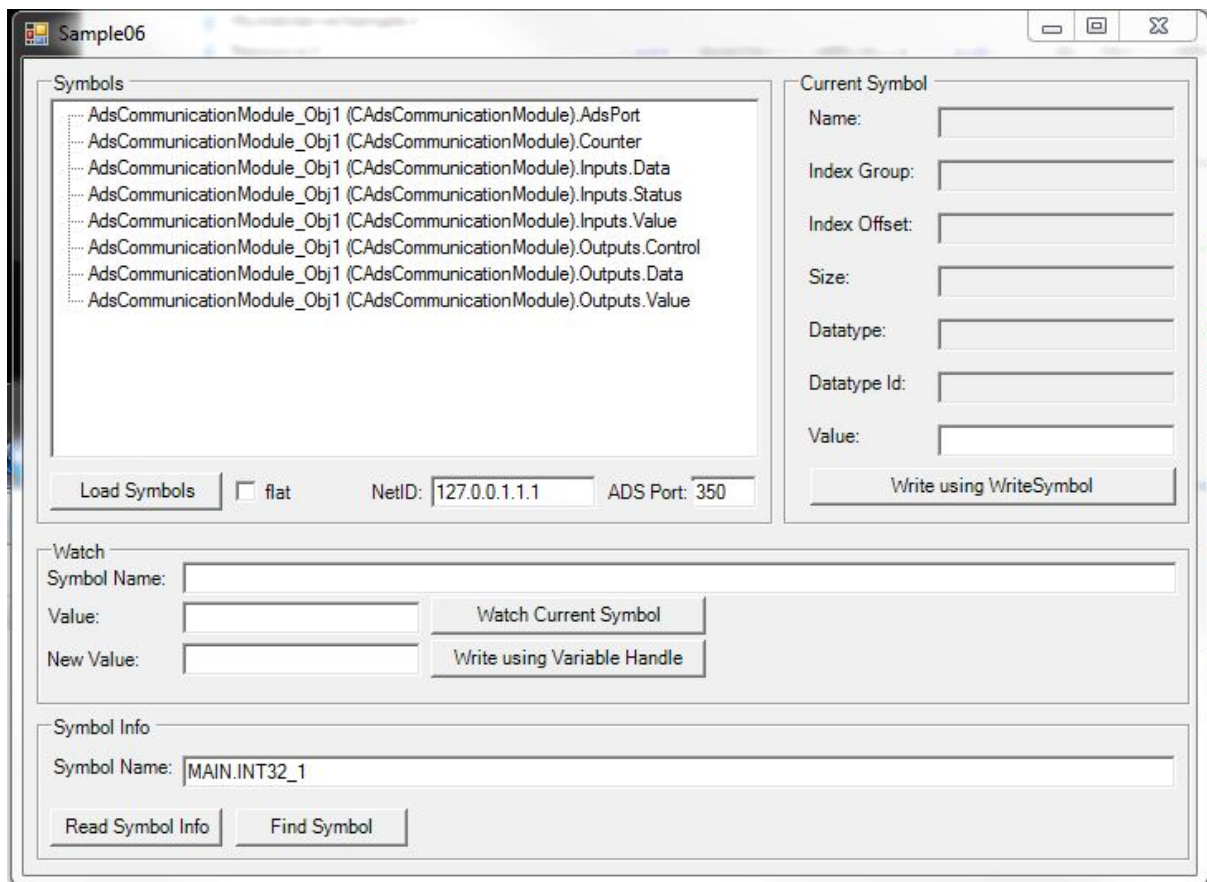 Sample06
Symbols
AdsCommunicationModule_Obj1 (CAdsCommunicationModule).AdsPort
AdsCommunicationModule_Obj1 (CAdsCommunicationModule).Counter
AdsCommunicationModule_Obj1 (CAdsCommunicationModule).Inputs.Data
AdsCommunicationModule_Obj1 (CAdsCommunicationModule).Inputs.Status
AdsCommunicationModule_Obj1 (CAdsCommunicationModule).Inputs.Value
AdsCommunicationModule_Obj1 (CAdsCommunicationModule).Outputs.Control
AdsCommunicationModule_Obj1 (CAdsCommunicationModule).Outputs.Data
AdsCommunicationModule_Obj1 (CAdsCommunicationModule).Outputs.Value
Load Symbols flat NetID: 127.0.0.1.1.1 ADS Port: 350
Current Symbol
Name:
Index Group:
Index Offset:
Size:
Datatype:
Datatype Id:
Value:
Write using WriteSymbol
Watch
Symbol Name:
Value: Watch Current Symbol
New Value: Write using Variable Handle
Symbol Info
Symbol Name: MAIN.INT32_1
Read Symbol Info Find Symbol